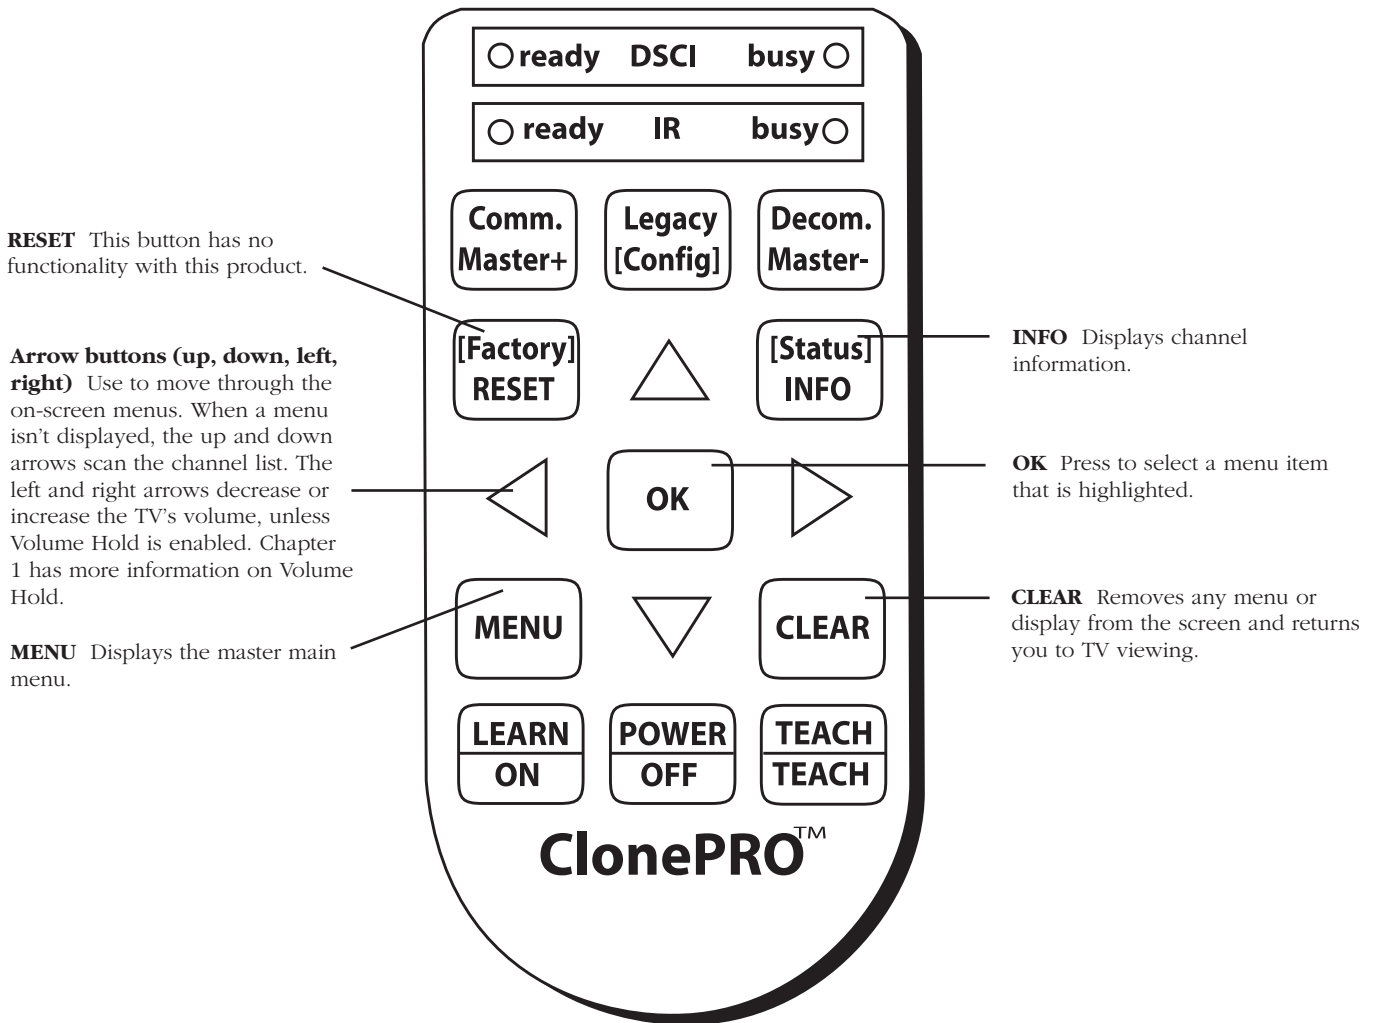 ready DSCI busy
ready IR busy
Comm.
Master+
Legacy
[Config]
Decom.
Master-
[Factory]
RESET
[Status]
INFO
OK
MENU
CLEAR
LEARN
ON
POWER
OFF
TEACH
TEACH
ClonePRO™
RESET This button has no
functionality with this product.
Arrow buttons (up, down, left,
right) Use to move through the
on-screen menus. When a menu
isn't displayed, the up and down
arrows scan the channel list. The
left and right arrows decrease or
increase the TV's volume, unless
Volume Hold is enabled. Chapter
1 has more information on Volume
Hold.
MENU Displays the master main
menu.
INFO Displays channel
information.
OK Press to select a menu item
that is highlighted.
CLEAR Removes any menu or
display from the screen and returns
you to TV viewing.